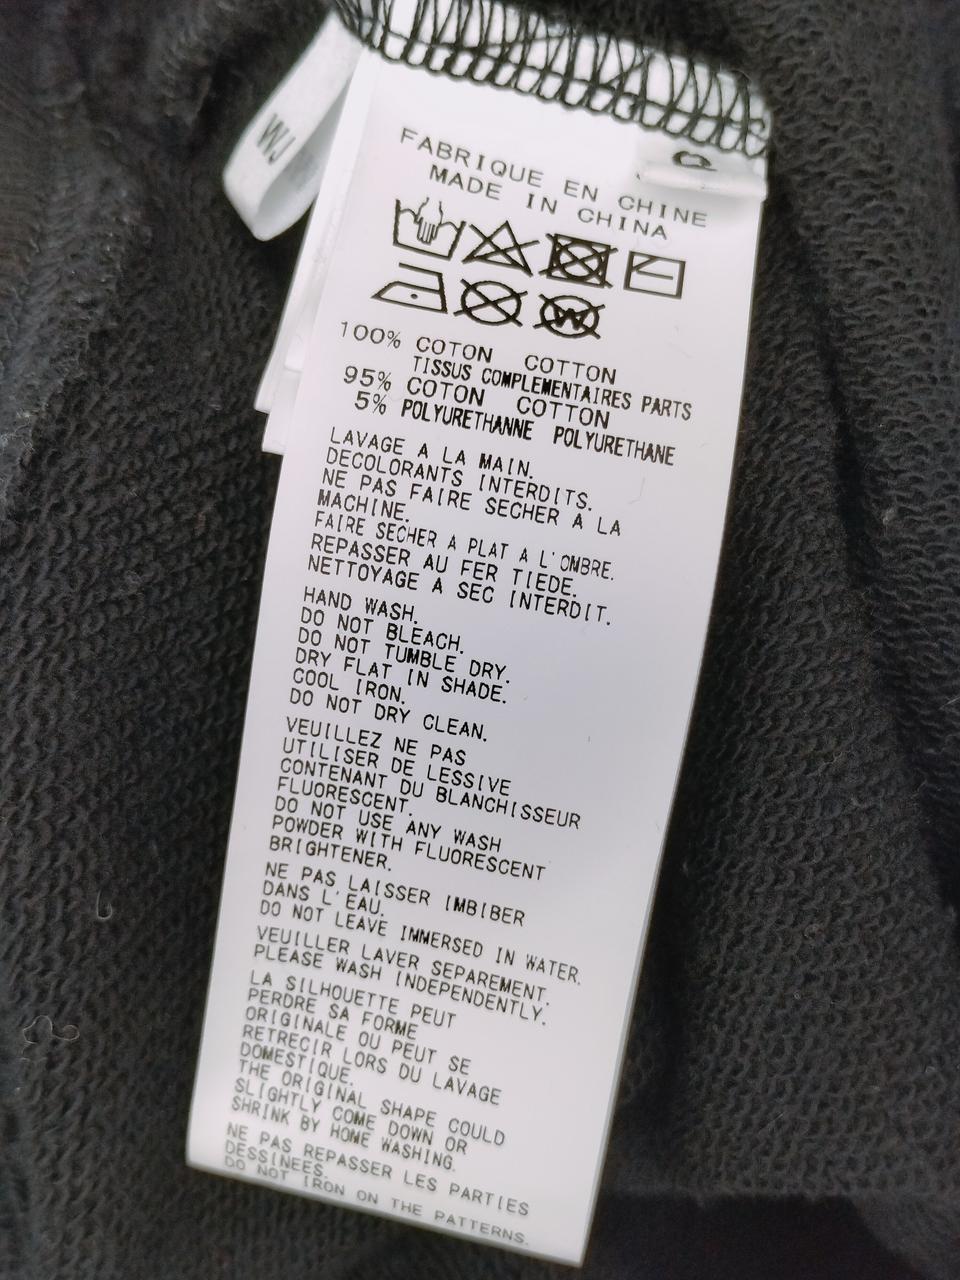 WJ
FABRIQUE EN CHINE
MADE IN CHINA
W
100% COTON COTTON
TISSUS COMPLEMENTAIRES PARTS
95% COTON COTTON
5% POLYURETHANNE POLYURETHANE
LAVAGE A LA MAIN.
DECOLORANTS INTERDITS.
NE PAS FAIRE SECHER A LA
MACHINE.
FAIRE SECHER A PLAT A L'OMBRE.
REPASSER AU FER TIEDE.
NETTOYAGE A SEC INTERDIT.
HAND WASH.
DO NOT BLEACH.
DO NOT TUMBLE DRY.
DRY FLAT IN SHADE.
COOL IRON.
DO NOT DRY CLEAN.
VEUILLEZ NE PAS
UTILISER DE LESSIVE
CONTENANT DU BLANCHISSEUR
FLUORESCENT.
DO NOT USE ANY WASH
POWDER WITH FLUORESCENT
BRIGHTENER.
NE PAS LAISSER IMBIBER
DANS L'EAU.
DO NOT LEAVE IMMERSED IN WATER.
VEUILLER LAVER SEPAREMENT.
PLEASE WASH INDEPENDENTLY.
LA SILHOUETTE PEUT
PERDRE SA FORME
ORIGINALE OU PEUT SE
RETRECIR LORS DU LAVAGE
DOMESTIQUE.
THE ORIGINAL SHAPE COULD
SLIGHTLY COME DOWN OR
SHRINK BY HOME WASHING.
NE PAS REPASSER LES PARTIES
DESSINEES.
DO NOT IRON ON THE PATTERNS.